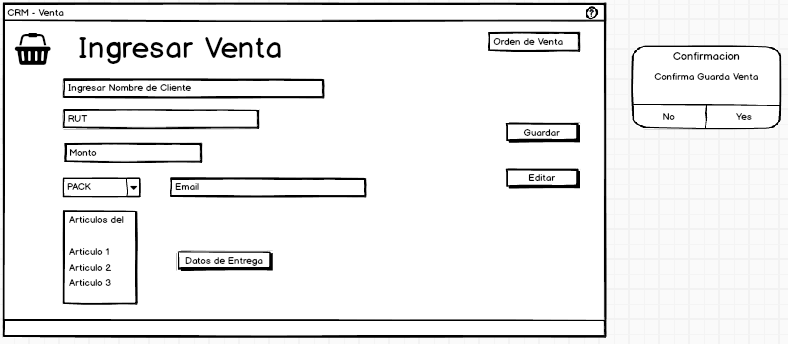 CRM - Venta
?
Ingresar Venta
Orden de Venta
Ingresar Nombre de Cliente
RUT
Monto
PACK
Email
Guardar
Editar
Articulos del
Articulo 1
Articulo 2
Articulo 3
Datos de Entrega
Confirmacion
Confirma Guarda Venta
No
Yes